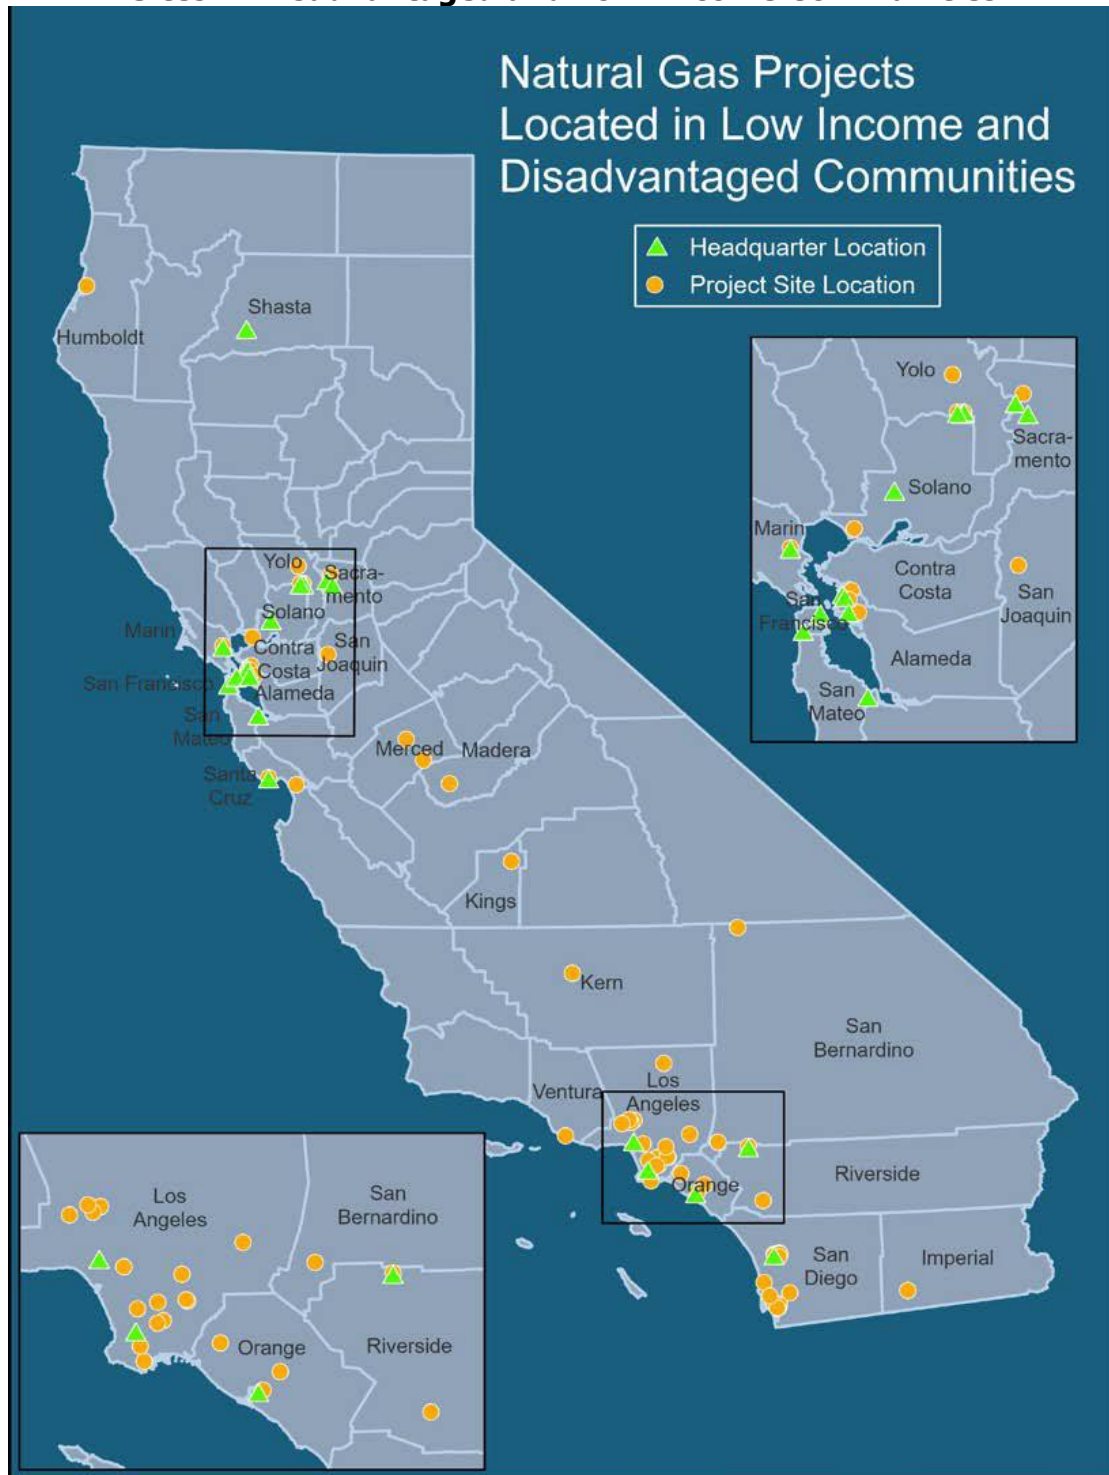 Natural Gas Projects
Located in Low Income and
Disadvantaged Communities
Headquarter Location
Project Site Location
Shasta
Humboldt
Yolo
Sacra-
mento
Solano
Marin
Contra
Costa
San
Joaquin
San Francisco
Alameda
San
Mateo
Santa
Cruz
Merced
Madera
Kings
Kern
San
Bernardino
Ventura
Los
Angeles
Orange
Riverside
San
Diego
Imperial
Yolo
Sacra-
mento
Solano
Marin
Contra
Costa
San
Joaquin
San
Francisco
Alameda
San
Mateo
Los
Angeles
San
Bernardino
Orange
Riverside